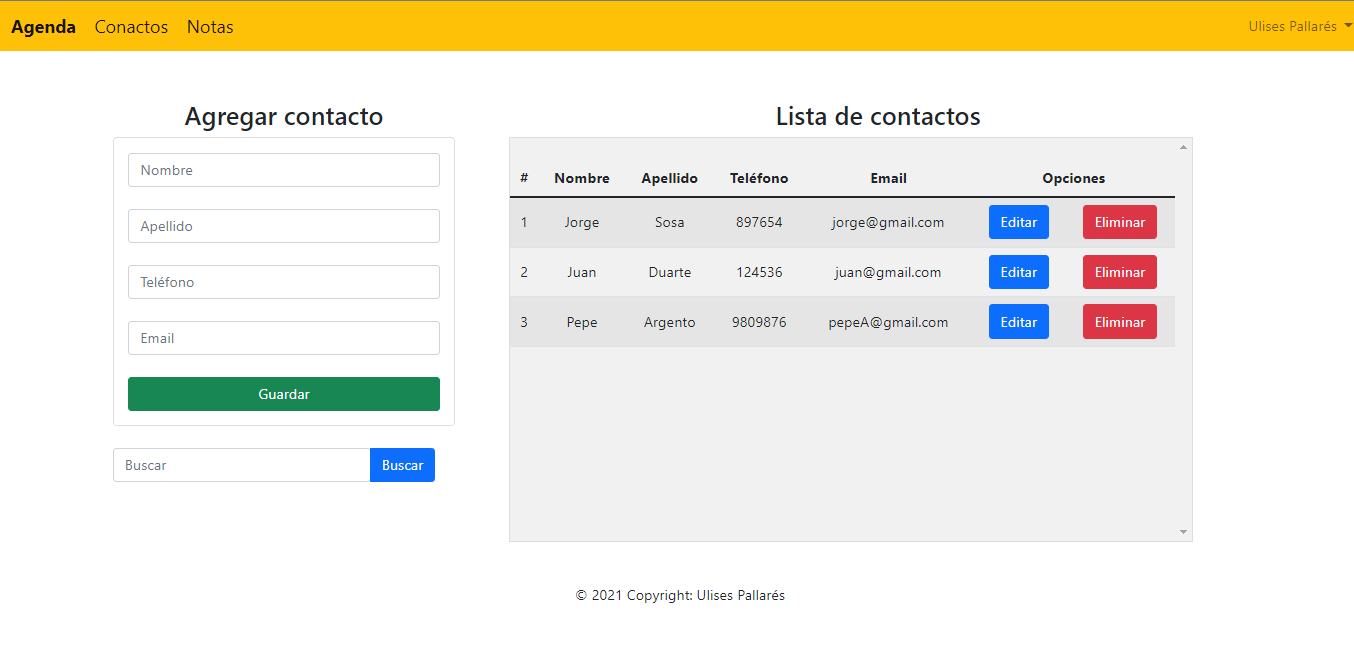 Agenda Conactos Notas Ulises Pallarés
Agregar contacto
Nombre
Apellido
Teléfono
Email
Guardar
Buscar Buscar
Lista de contactos
# Nombre Apellido Teléfono Email Opciones
1 Jorge Sosa 897654 jorge@gmail.com Editar Eliminar
2 Juan Duarte 124536 juan@gmail.com Editar Eliminar
3 Pepe Argento 9809876 pepeA@gmail.com Editar Eliminar
© 2021 Copyright: Ulises Pallarés